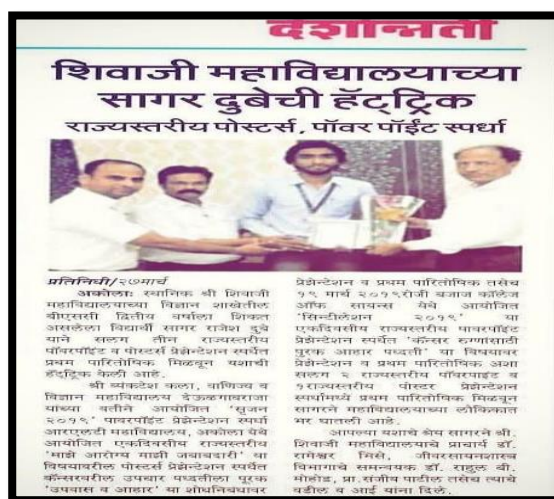 देशोन्नती
शिवाजी महाविद्यालयाच्या
सागर दुबेची हॅट्ट्रिक
राज्यस्तरीय पोस्टर्स, पॉवर पॉईंट स्पर्धा
प्रतिनिधी/२७मार्च
अकोलाः स्थानिक श्री शिवाजी
महाविद्यालयाच्या विज्ञान शाखेतील
बीएससी द्वितीय वर्षाला शिकत
असलेला विद्यार्थी सागर राजेश दुबे
याने सलग तीन राज्यस्तरीय
पॉवरपॉइंट व पोस्टर्स प्रेझेन्टेशन स्पर्धेत
प्रथम पारितोषिक मिळवून यशाची
हॅट्ट्रिक केली आहे.
श्री व्यंकटेश कला, वाणिज्य व
विज्ञान महाविद्यालय देऊळगावराजा
यांच्या वतीने आयोजित 'सृजन
२०१९' पावरपॉइंट प्रेझेन्टेशन स्पर्धा
आरएलटी महाविद्यालय, अकोला येथे
आयोजित एकदिवसीय राज्यस्तरीय
'माझे आरोग्य माझी जबाबदारी' या
विषयावरील पोस्टर्स प्रेझेन्टेशन स्पर्धेत
कॅन्सरवरील उपचार पध्दतीला पूरक
'उपवास व आहार' या शोधनिबंधावर
प्रेझेन्टेशन व प्रथम पारितोषिक तसेच
१९ मार्च २०१९रोजी बजाज कॉलेज
ऑफ सायन्स येथे आयोजित
'सिन्टीलेशन २०१९' या
एकदिवसीय राज्यस्तरीय पावरपॉइंट
प्रेझेन्टेशन स्पर्धेत 'कॅन्सर रुग्णांसाठी
पूरक आहार पध्दती' या विषयावर
प्रेझेन्टेशन व प्रथम पारितोषिक अशा
सलग २ राज्यस्तरीय पॉवरपाइंट व
१राज्यस्तरीय पोस्टर प्रेझेन्टेशन
स्पर्धांमध्ये प्रथम पारितोषिक मिळवून
सागरने महाविद्यालयाच्या लौकिकात
भर घातली आहे.
आपल्या यशाचे श्रेय सागरने श्री.
शिवाजी महाविद्यालयाचे प्राचार्य डॉ.
रामेश्वर भिसे, जीवरसायनशास्त्र
विभागाचे समन्वयक डॉ. राहुल बी.
मोहोड, प्रा.संजीव पाटील तसेच त्याचे
वडील व आई यांना दिले.